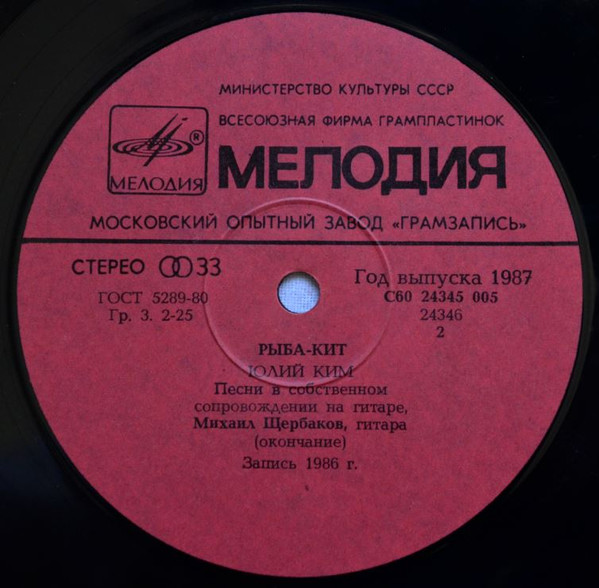 МИНИСТЕРСТВО КУЛЬТУРЫ СССР
ВСЕСОЮЗНАЯ ФИРМА ГРАМПЛАСТИНОК
®
МЕЛОДИЯ
МЕЛОДИЯ
МОСКОВСКИЙ ОПЫТНЫЙ ЗАВОД «ГРАМЗАПИСЬ»
СТЕРЕО 33
ГОСТ 5289-80
Гр. 3. 2-25
Год выпуска 1987
С60 24345 005
24346
2
РЫБА-КИТ
ЮЛИЙ КИМ
Песни в собственном
сопровождении на гитаре,
Михаил Щербаков, гитара
(окончание)
Запись 1986 г.